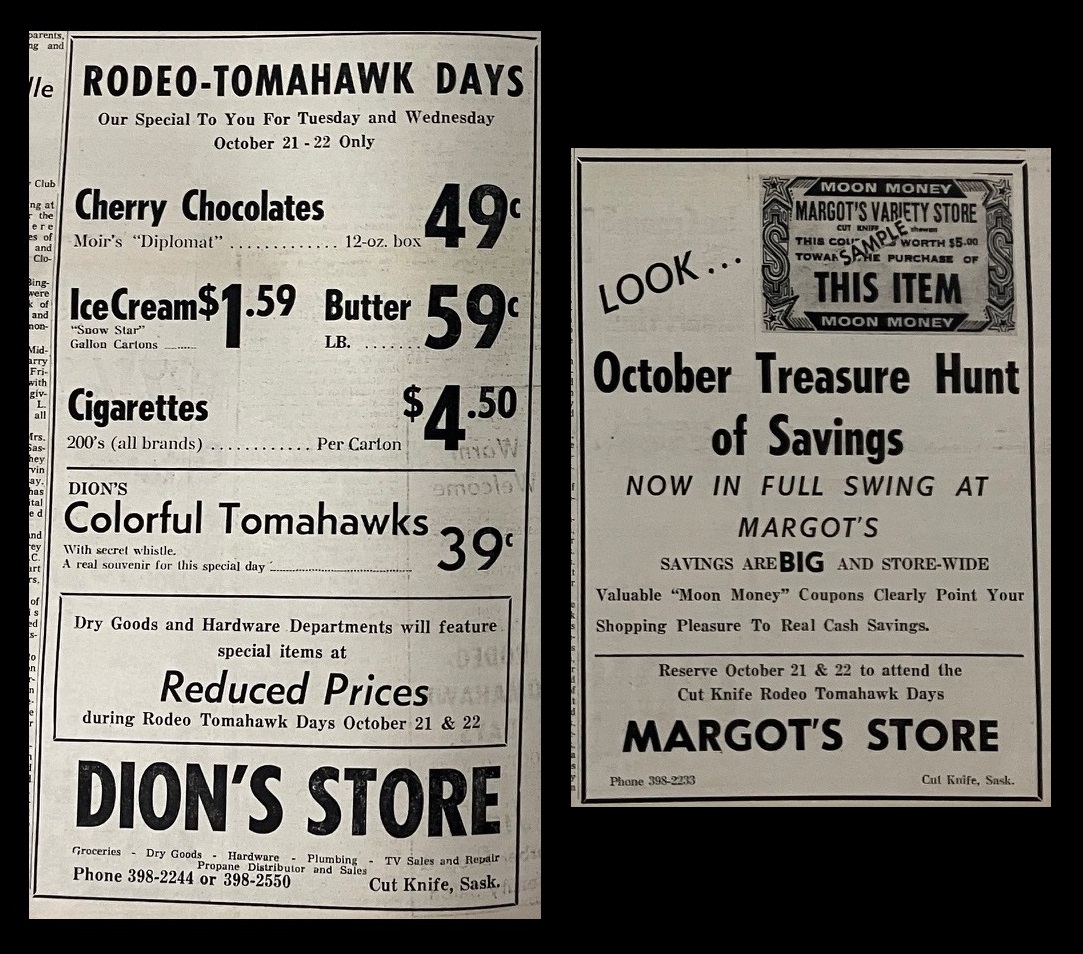 RODEO-TOMAHAWK DAYS
Our Special To You For Tuesday and Wednesday
October 21 - 22 Only
Cherry Chocolates 49c
Moir's "Diplomat" ............ 12-oz. box
Ice Cream $1.59 Butter 59c
"Snow Star"
Gallon Cartons ........ LB. .......
Cigarettes $4.50
200's (all brands) ............ Per Carton
DION'S
Colorful Tomahawks 39c
With secret whistle.
A real souvenir for this special day
Dry Goods and Hardware Departments will feature
special items at
Reduced Prices
during Rodeo Tomahawk Days October 21 & 22
DION'S STORE
Groceries - Dry Goods - Hardware - Plumbing - TV Sales and Repair
Propane Distributor and Sales
Phone 398-2244 or 398-2550 Cut Knife, Sask.
LOOK...
MOON MONEY
MARGOT'S VARIETY STORE
CUT KNIFE
THIS WORTH $5.00
SAMPLE
PURCHASE OF
THIS ITEM
MOON MONEY
October Treasure Hunt
of Savings
NOW IN FULL SWING AT
MARGOT'S
SAVINGS ARE BIG AND STORE-WIDE
Valuable "Moon Money" Coupons Clearly Point Your
Shopping Pleasure To Real Cash Savings.
Reserve October 21 & 22 to attend the
Cut Knife Rodeo Tomahawk Days
MARGOT'S STORE
Phone 398-2233 Cut Knife, Sask.